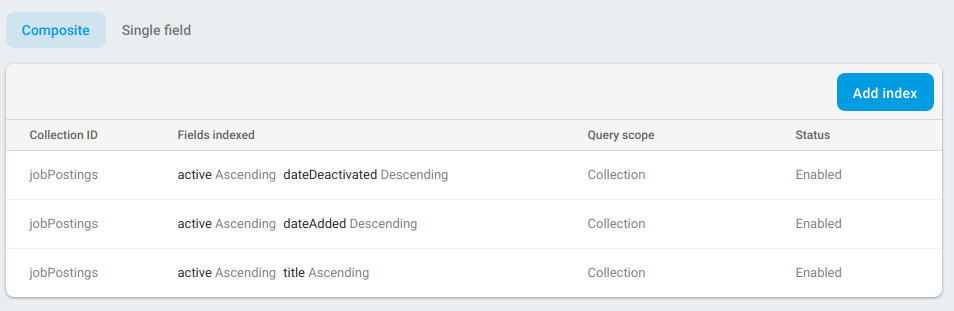 Composite Single field
Add index
Collection ID Fields indexed Query scope Status
jobPostings active Ascending dateDeactivated Descending Collection Enabled
jobPostings active Ascending dateAdded Descending Collection Enabled
jobPostings active Ascending title Ascending Collection Enabled